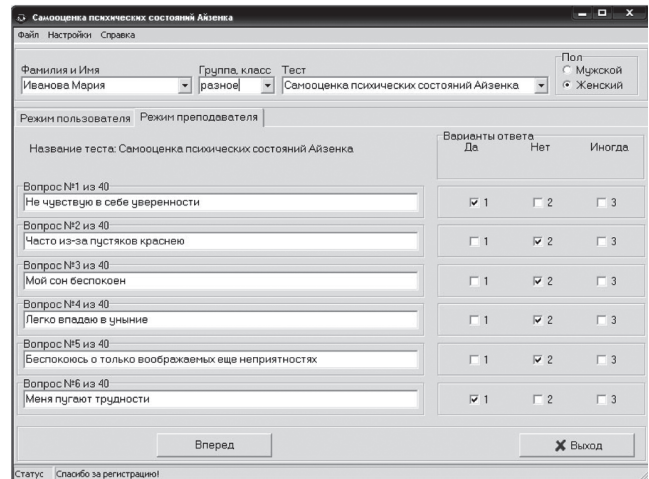 Самооценка психических состояний Айзенка
Файл Настройки Справка
Пол
Фамилия и Имя Группа, класс Тест Мужской
Иванова Мария разное Самооценка психических состояний Айзенка Женский
Режим пользователя Режим преподавателя
Варианты ответа
Название теста: Самооценка психических состояний Айзенка Да Нет Иногда
Вопрос №1 из 40
Не чувствую в себе уверенности 1 2 3
Вопрос №2 из 40
Часто из-за пустяков краснею 1 2 3
Вопрос №3 из 40
Мой сон беспокоен 1 2 3
Вопрос №4 из 40
Легко впадаю в уныние 1 2 3
Вопрос №5 из 40
Беспокоюсь о только воображаемых еще неприятностях 1 2 3
Вопрос №6 из 40
Меня пугают трудности 1 2 3
Вперед Выход
Статус Спасибо за регистрацию!